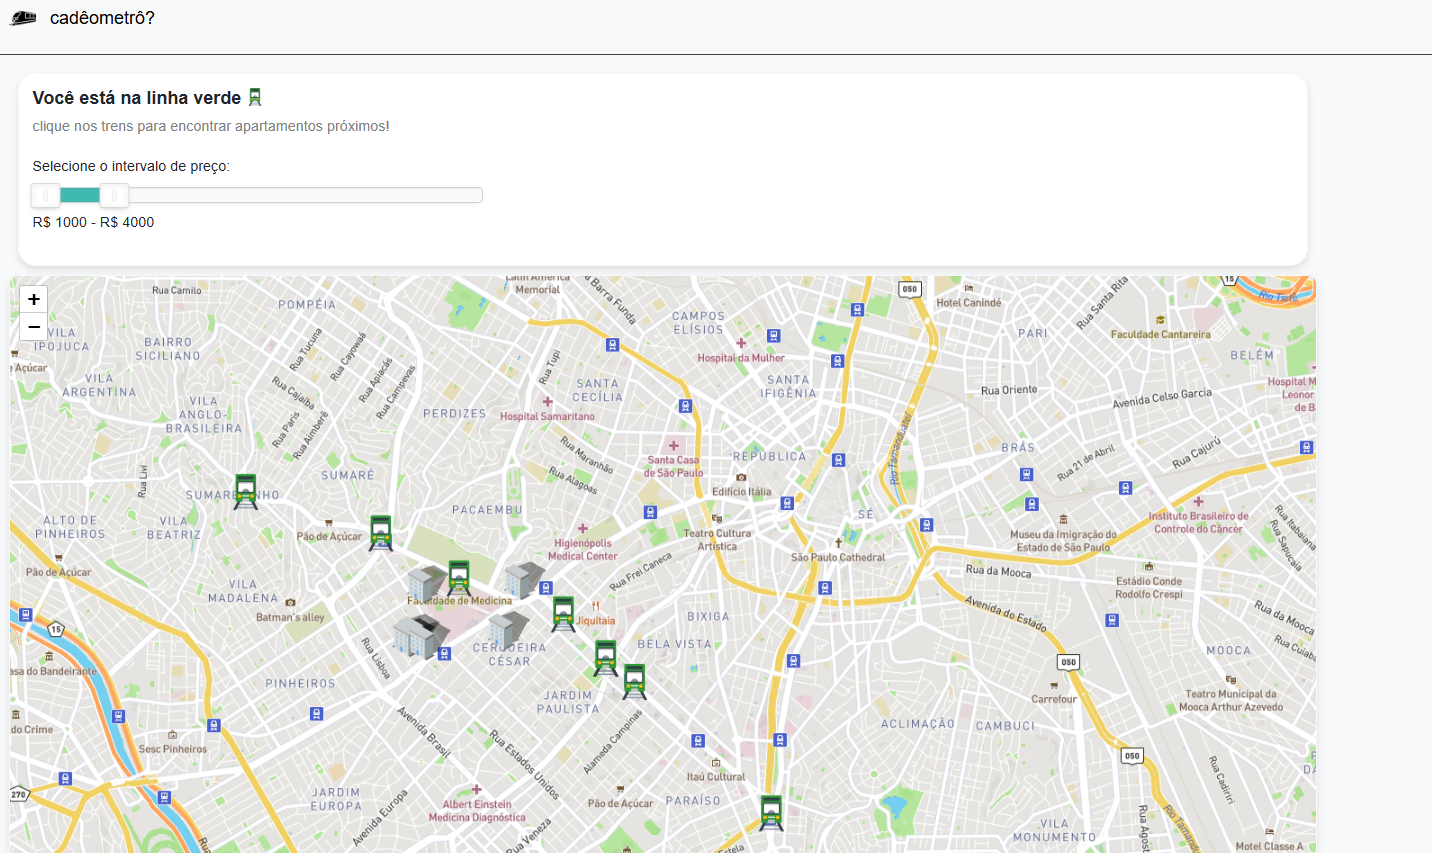 cadêometrô?
Você está na linha verde
clique nos trens para encontrar apartamentos próximos!
Selecione o intervalo de preço:
R$ 1000 - R$ 4000
+
−
Rua Camilo
POMPÉIA
Latin America
Memorial
Barra Funda
050
Hotel Canindé
15
Rio Tietê
Rua Santa Rita
CAMPOS
ELÍSIOS
PARI
Faculdade Cantareira
VILA
IPOJUCA
BAIRRO
SICILIANO
Rua Tucuna
Rua Cayowaá
Rua Apiacás
Rua Campevas
Rua Tupi
Hospital da Mulher
BELÉM
Açúcar
VILA
ARGENTINA
Rua Cajaíba
SANTA
CECÍLIA
SANTA
IFIGÊNIA
Rua Oriente
Avenida Celso Garcia
Hospital M
Leonor
de B
VILA
ANGLO-
BRASILEIRA
Rua Paris
Rua Aimberê
PERDIZES
Hospital Samaritano
Rio Tamanduateí
BRÁS
Rua Cajurú
Rua 21 de Abril
Rua Livi
SUMARÉ
Rua Maranhão
Rua Alagoas
Santa Casa
de São Paulo
REPÚBLICA
Edifício Itália
PACAEMBU
ALTO DE
PINHEIROS
VILA
BEATRIZ
Pão de Açúcar
Higienópolis
Medical Center
Teatro Cultura
Artística
SÉ
São Paulo Cathedral
Museu da Imigração do
Estado de São Paulo
Instituto Brasileiro de
Controle do Câncer
Rua Itabaiana
Rua Sapucaia
Pão de Açúcar
VILA
MADALENA
Batman's alley
Faculdade de Medicina
Rua Frei Caneca
Jiquitaia
Rua da Mooca
Estádio Conde
Rodolfo Crespi
Avenida do Estado
Rua da Mooca
Rua Cuiabá
15
BIXIGA
BELA VISTA
Rua Lisboa
CERQUEIRA
CÉSAR
050
MOOCA
asa do Bandeirante
PINHEIROS
JARDIM
PAULISTA
Carrefour
Teatro Municipal da
Mooca Arthur Azevedo
do Crime
Sesc Pinheiros
Avenida Brasil
Rua Estados Unidos
Alameda Campinas
ACLIMAÇÃO
CAMBUCI
050
Itaú Cultural
270
JARDIM
EUROPA
Avenida Europa
Albert Einstein
Medicina Diagnóstica
Pão de Açúcar
PARAÍSO
Rua Cadiriri
Rua Agos
VILA
MONUMENTO
Rua Veneza
Estela
Motel Classe A